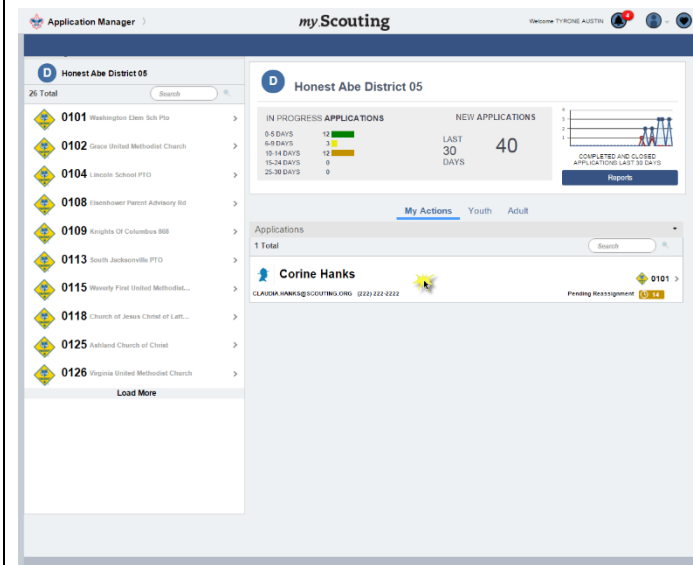 Application Manager
my.Scouting
Welcome TYRONE AUSTIN
4
D Honest Abe District 05
26 Total Search
0101 Washington Elem Sch Pto
0102 Grace United Methodist Church
0104 Lincoln School PTO
0108 Eisenhower Parent Advisory Bd
0109 Knights Of Columbus 868
0113 South Jacksonville PTO
0115 Waverly First United Methodist...
0118 Church of Jesus Christ of Latt...
0125 Ashland Church of Christ
0126 Virginia United Methodist Church
Load More
D Honest Abe District 05
IN PROGRESS APPLICATIONS
0-5 DAYS 12
6-9 DAYS 3
10-14 DAYS 12
15-24 DAYS 0
25-30 DAYS 0
NEW APPLICATIONS
LAST
30
DAYS
40
3
2
1
COMPLETED AND CLOSED
APPLICATIONS LAST 30 DAYS
Reports
My Actions Youth Adult
Applications
1 Total Search
Corine Hanks
0101
CLAUDIA.HANKS@SCOUTING.ORG (222) 222-2222
Pending Reassignment 14